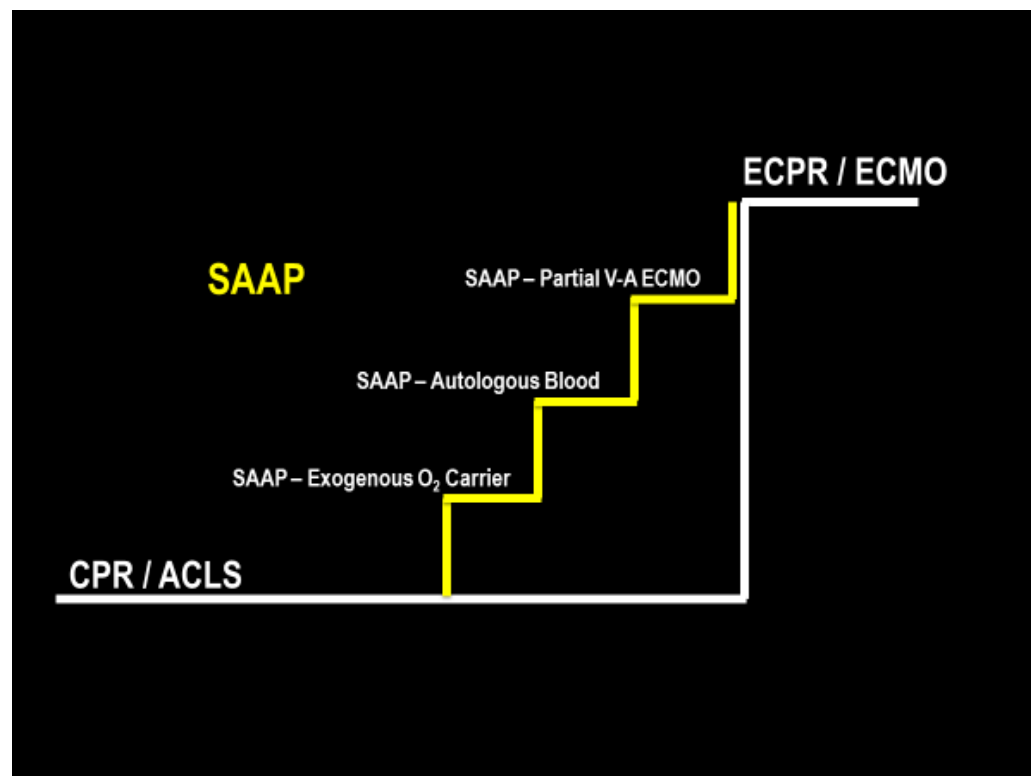 ECPR / ECMO
SAAP
SAAP – Partial V-A ECMO
SAAP – Autologous Blood
SAAP – Exogenous O₂ Carrier
CPR / ACLS